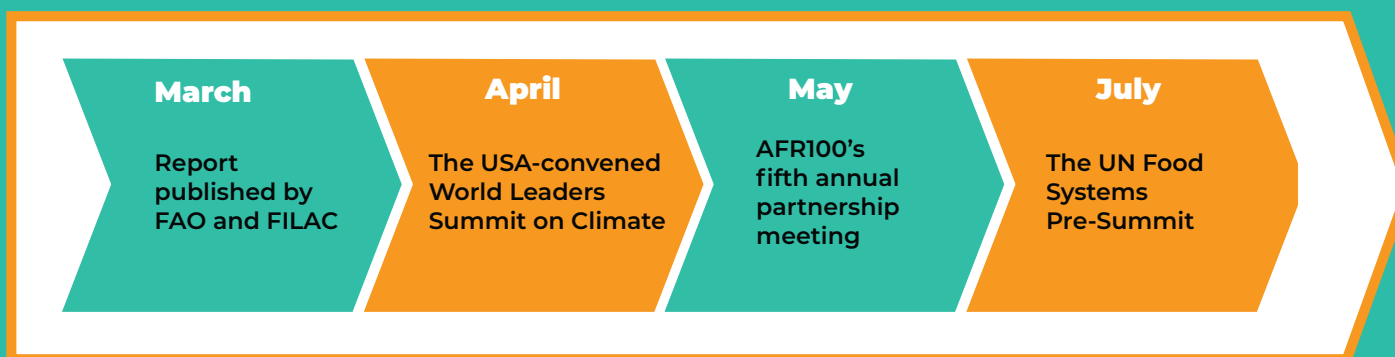 March
Report
published by
FAO and FILAC
April
The USA-convened
World Leaders
Summit on Climate
May
AFR100’s
fifth annual
partnership
meeting
July
The UN Food
Systems
Pre-Summit